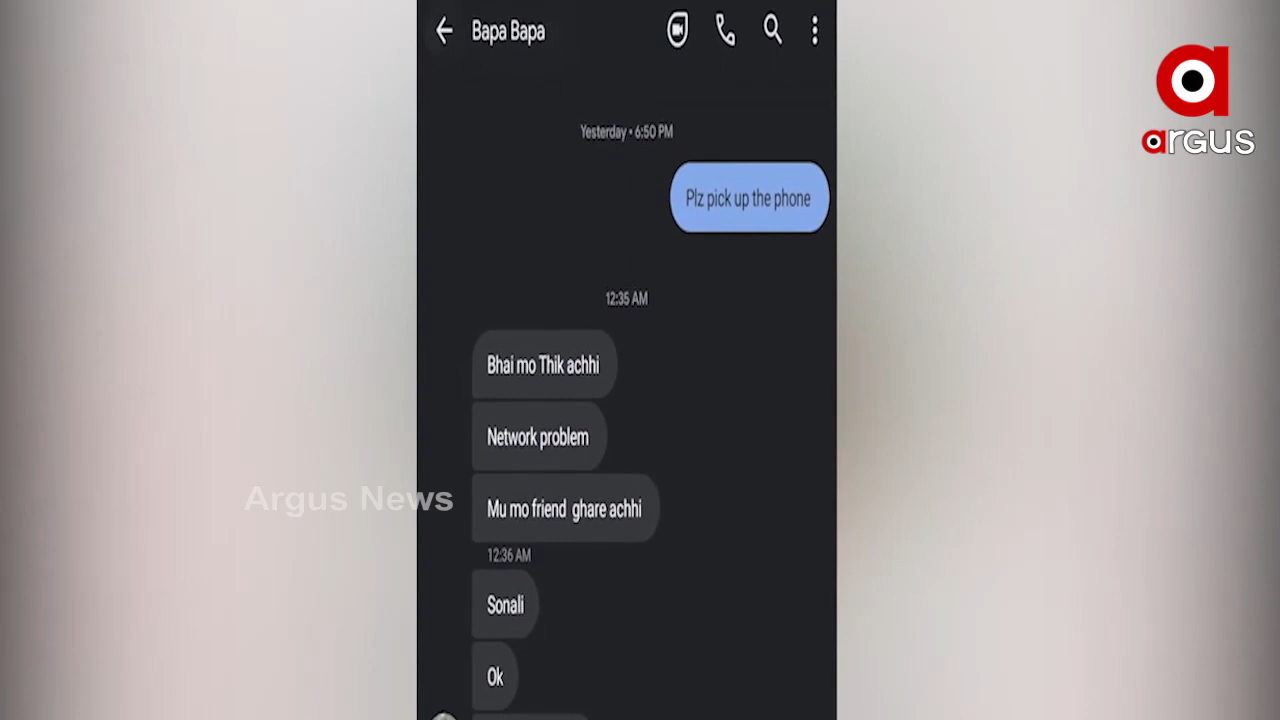 Bapa Bapa
argus
Yesterday • 6:50 PM
Plz pick up the phone
12:35 AM
Bhai mo Thik achhi
Network problem
Argus News
Mu mo friend ghare achhi
12:36 AM
Sonali
Ok